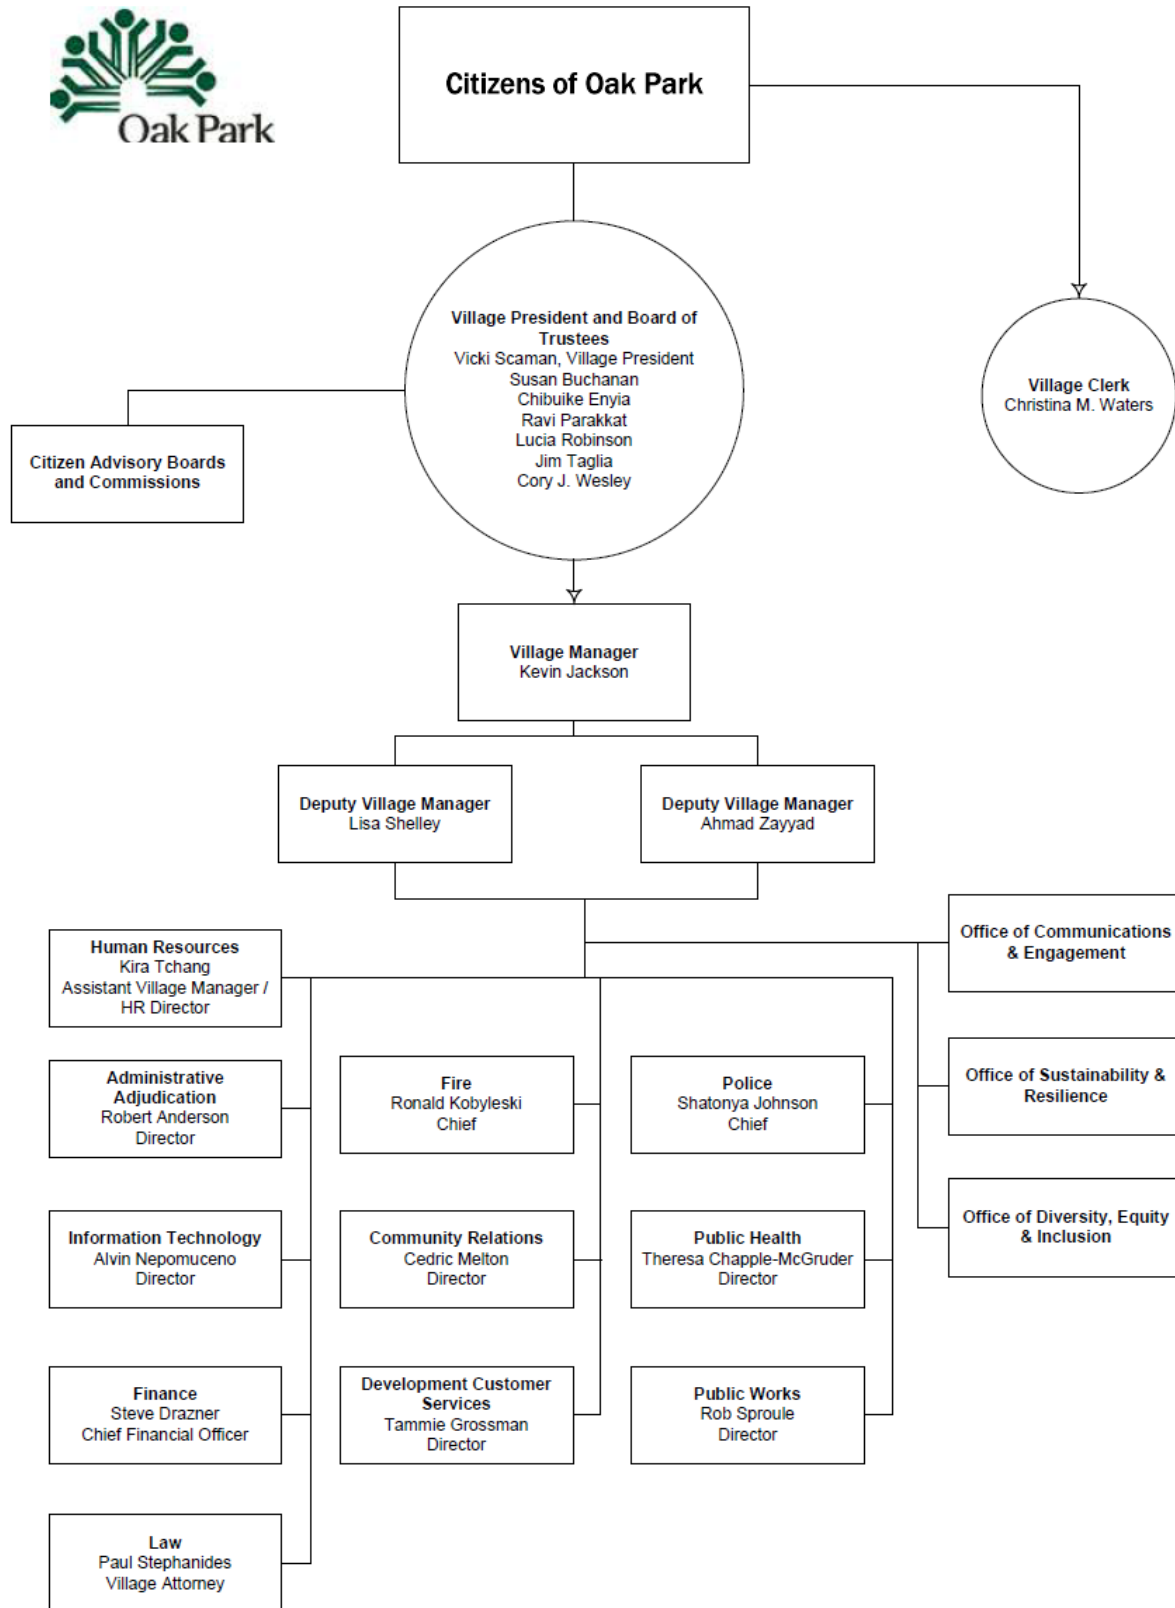 Oak Park
Citizens of Oak Park
Village President and Board of
Trustees
Vicki Scaman, Village President
Susan Buchanan
Chibuike Enyia
Ravi Parakkat
Lucia Robinson
Jim Taglia
Cory J. Wesley
Village Clerk
Christina M. Waters
Citizen Advisory Boards
and Commissions
Village Manager
Kevin Jackson
Deputy Village Manager
Lisa Shelley
Deputy Village Manager
Ahmad Zayyad
Office of Communications
& Engagement
Office of Sustainability &
Resilience
Office of Diversity, Equity
& Inclusion
Human Resources
Kira Tchang
Assistant Village Manager /
HR Director
Administrative
Adjudication
Robert Anderson
Director
Fire
Ronald Kobyleski
Chief
Police
Shatonya Johnson
Chief
Information Technology
Alvin Nepomuceno
Director
Community Relations
Cedric Melton
Director
Public Health
Theresa Chapple-McGruder
Director
Finance
Steve Drazner
Chief Financial Officer
Development Customer
Services
Tammie Grossman
Director
Public Works
Rob Sproule
Director
Law
Paul Stephanides
Village Attorney